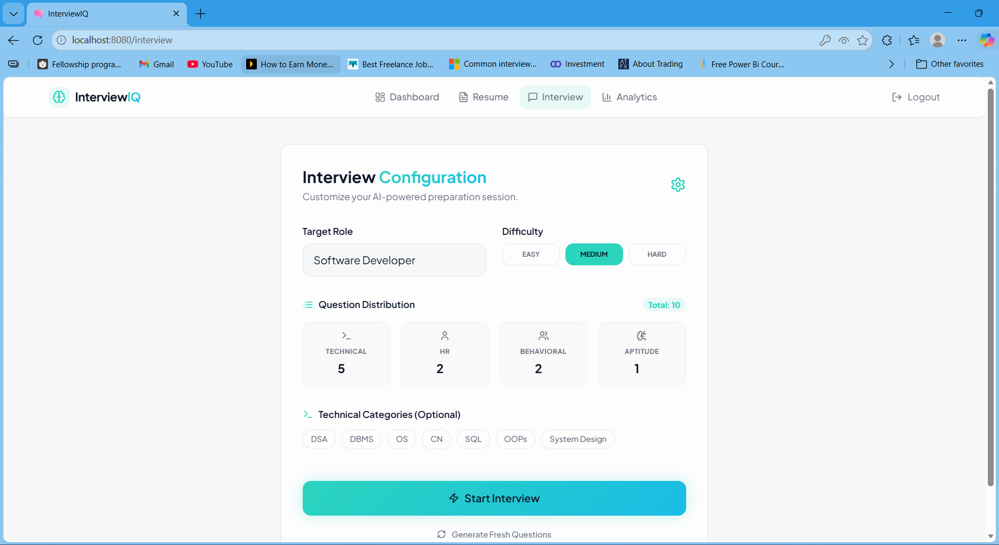 InterviewIQ
localhost:8080/interview
Fellowship progra... Gmail YouTube How to Earn Mone... Best Freelance Job... Common interview... Investment About Trading Free Power Bi Cour... Other favorites
InterviewIQ Dashboard Resume Interview Analytics Logout
Interview Configuration
Customize your AI-powered preparation session.
Target Role Difficulty
Software Developer EASY MEDIUM HARD
Question Distribution Total: 10
TECHNICAL HR BEHAVIORAL APTITUDE
5 2 2 1
Technical Categories (Optional)
DSA DBMS OS CN SQL OOPs System Design
Start Interview
Generate Fresh Questions